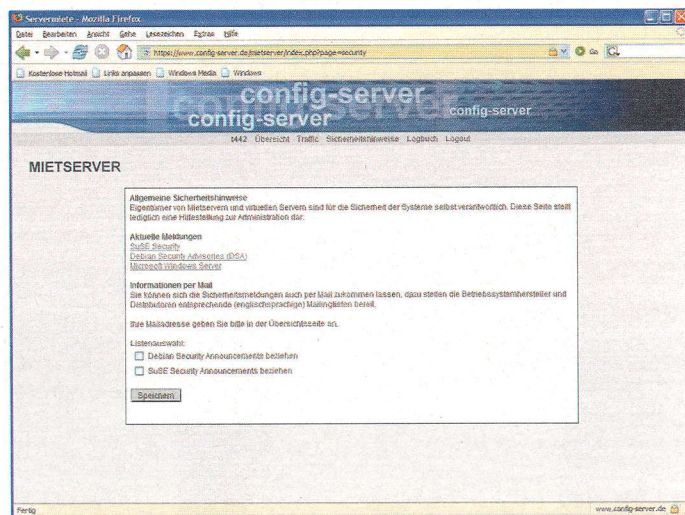 Servermiete - Mozilla Firefox
Datei Bearbeiten Ansicht Gehe Lesezeichen Extras Hilfe
https://www.config-server.de/mietserver/index.php?page=security
Go
Kostenlose Hotmail Links anpassen Windows Media Windows
config-server
config-server
config-server
config-server
t442 Übersicht Traffic Sicherheitshinweise Logbuch Logout
MIETSERVER
Allgemeine Sicherheitshinweise
Eigentümer von Mietservern und virtuellen Servern sind für die Sicherheit der Systeme selbst verantwortlich. Diese Seite stellt
lediglich eine Hilfestellung zur Administration dar.
Aktuelle Meldungen
SuSE Security
Debian Security Advisories (DSA)
Microsoft Windows Server
Informationen per Mail
Sie können sich die Sicherheitsmeldungen auch per Mail zukommen lassen, dazu stellen die Betriebssystemhersteller und
Distributoren entsprechende (englischsprachige) Mailinglisten bereit.
Ihre Mailadresse geben Sie bitte in der Übersichtsseite an.
Listenauswahl:
Debian Security Announcements beziehen
SuSE Security Announcements beziehen
Speichern
Fertig
www.config-server.de